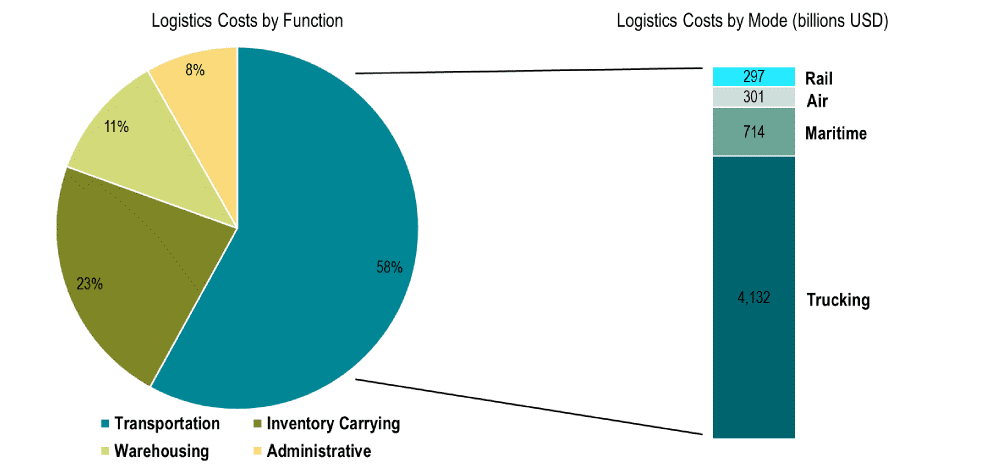 Logistics Costs by Function
8%
11%
23%
58%
Transportation
Inventory Carrying
Warehousing
Administrative
Logistics Costs by Mode (billions USD)
297 Rail
301 Air
714 Maritime
4,132 Trucking